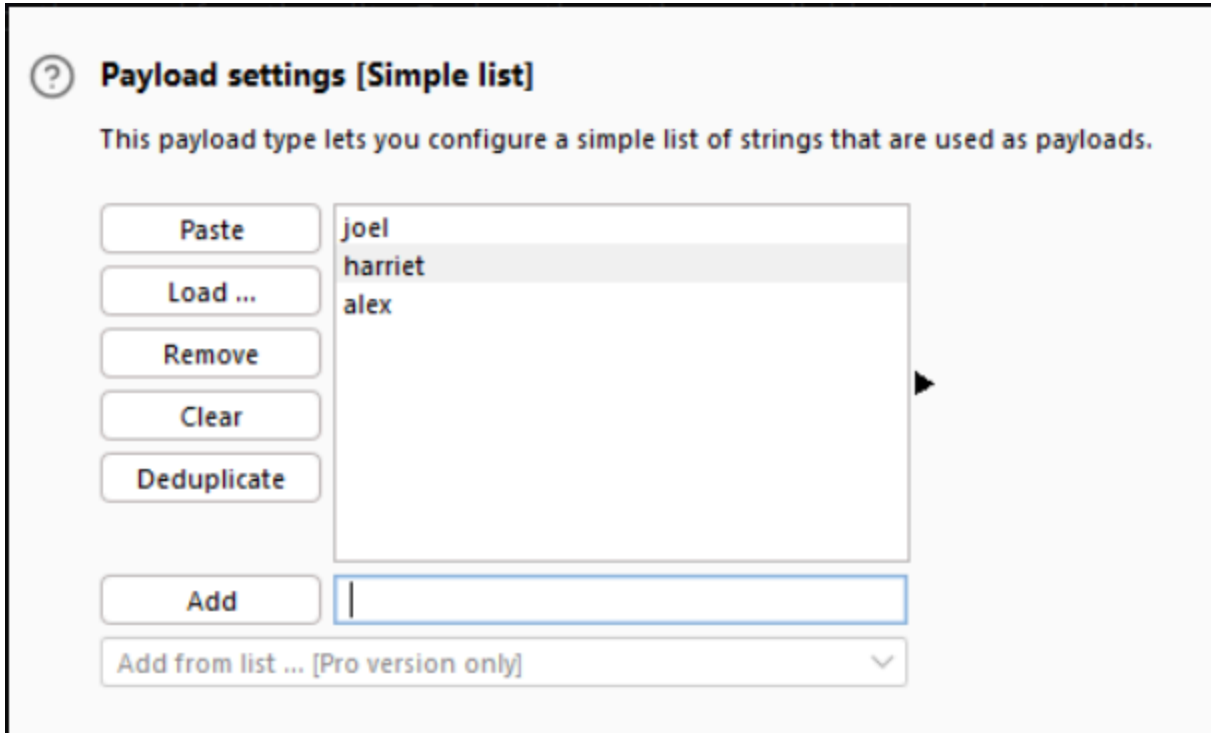 ?
Payload settings [Simple list]
This payload type lets you configure a simple list of strings that are used as payloads.
Paste
Load ...
Remove
Clear
Deduplicate
joel
harriet
alex
Add
Add from list ... [Pro version only]